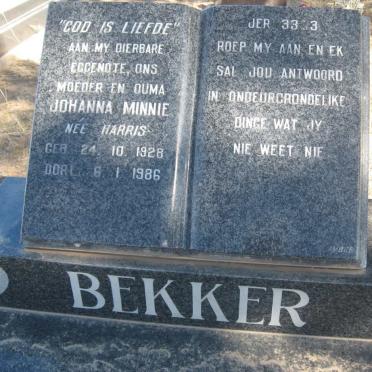 "GOD IS LIEFDE"
AAN MY DIERBARE
EGGENOTE, ONS
MOEDER EN OUMA
JOHANNA MINNIE
NEE HARRIS
GEB 24. 10. 1928
OORL 6. 1. 1986
JER 33:3
ROEP MY AAN EN EK
SAL JOU ANTWOORD
IN ONDEURGRONDELIKE
DINGE WAT JY
NIE WEET NIE
BEKKER